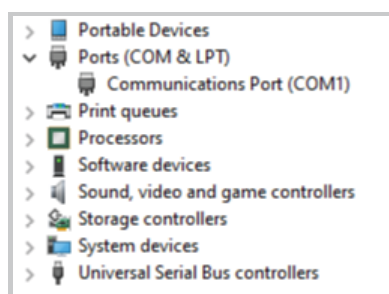 Portable Devices
Ports (COM & LPT)
Communications Port (COM1)
Print queues
Processors
Software devices
Sound, video and game controllers
Storage controllers
System devices
Universal Serial Bus controllers